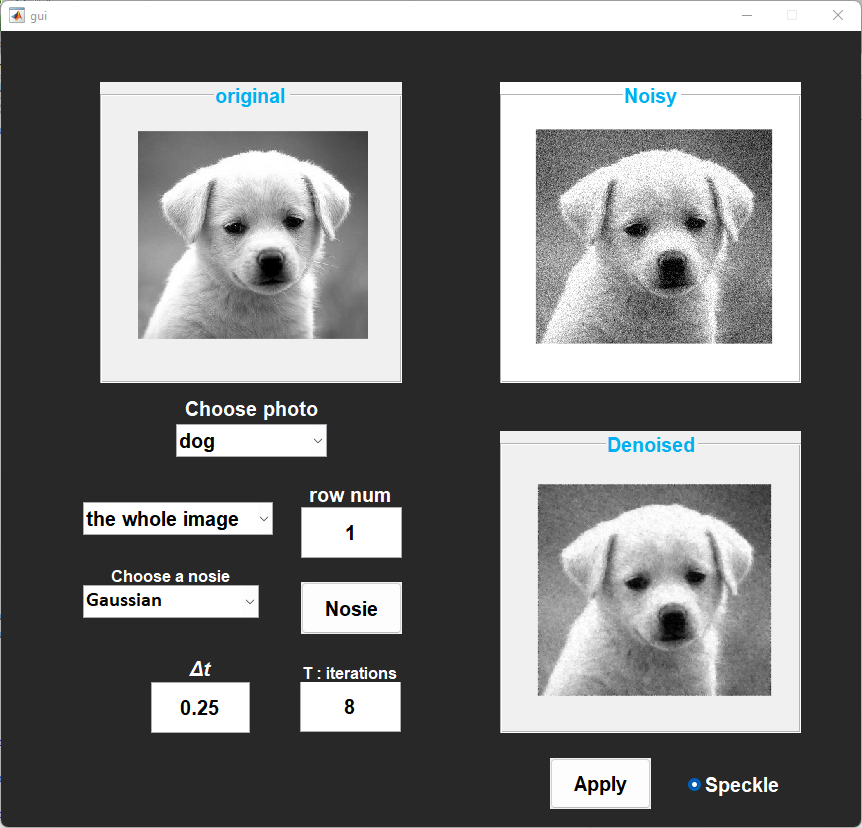 gui
original
Noisy
Choose photo
dog
Denoised
the whole image
row num
1
Choose a nosie
Gaussian
Nosie
Δt
0.25
T : iterations
8
Apply
Speckle